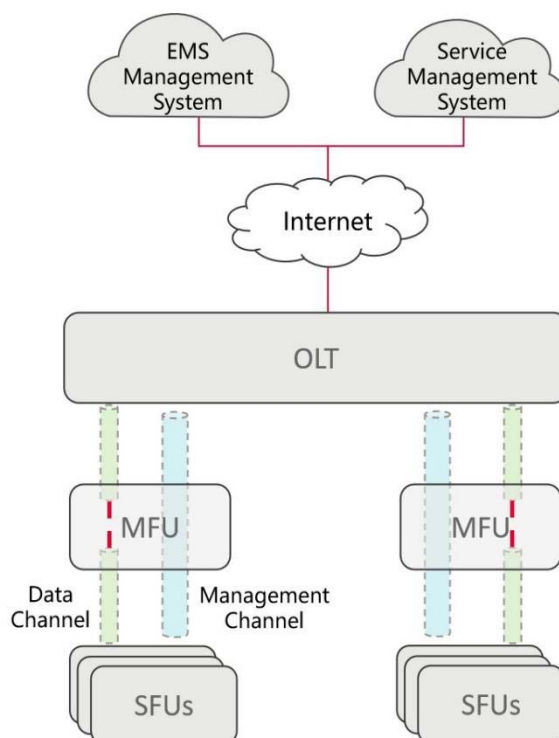 EMS
Management
System
Service
Management
System
Internet
OLT
MFU
MFU
Data
Channel
Management
Channel
SFUs
SFUs